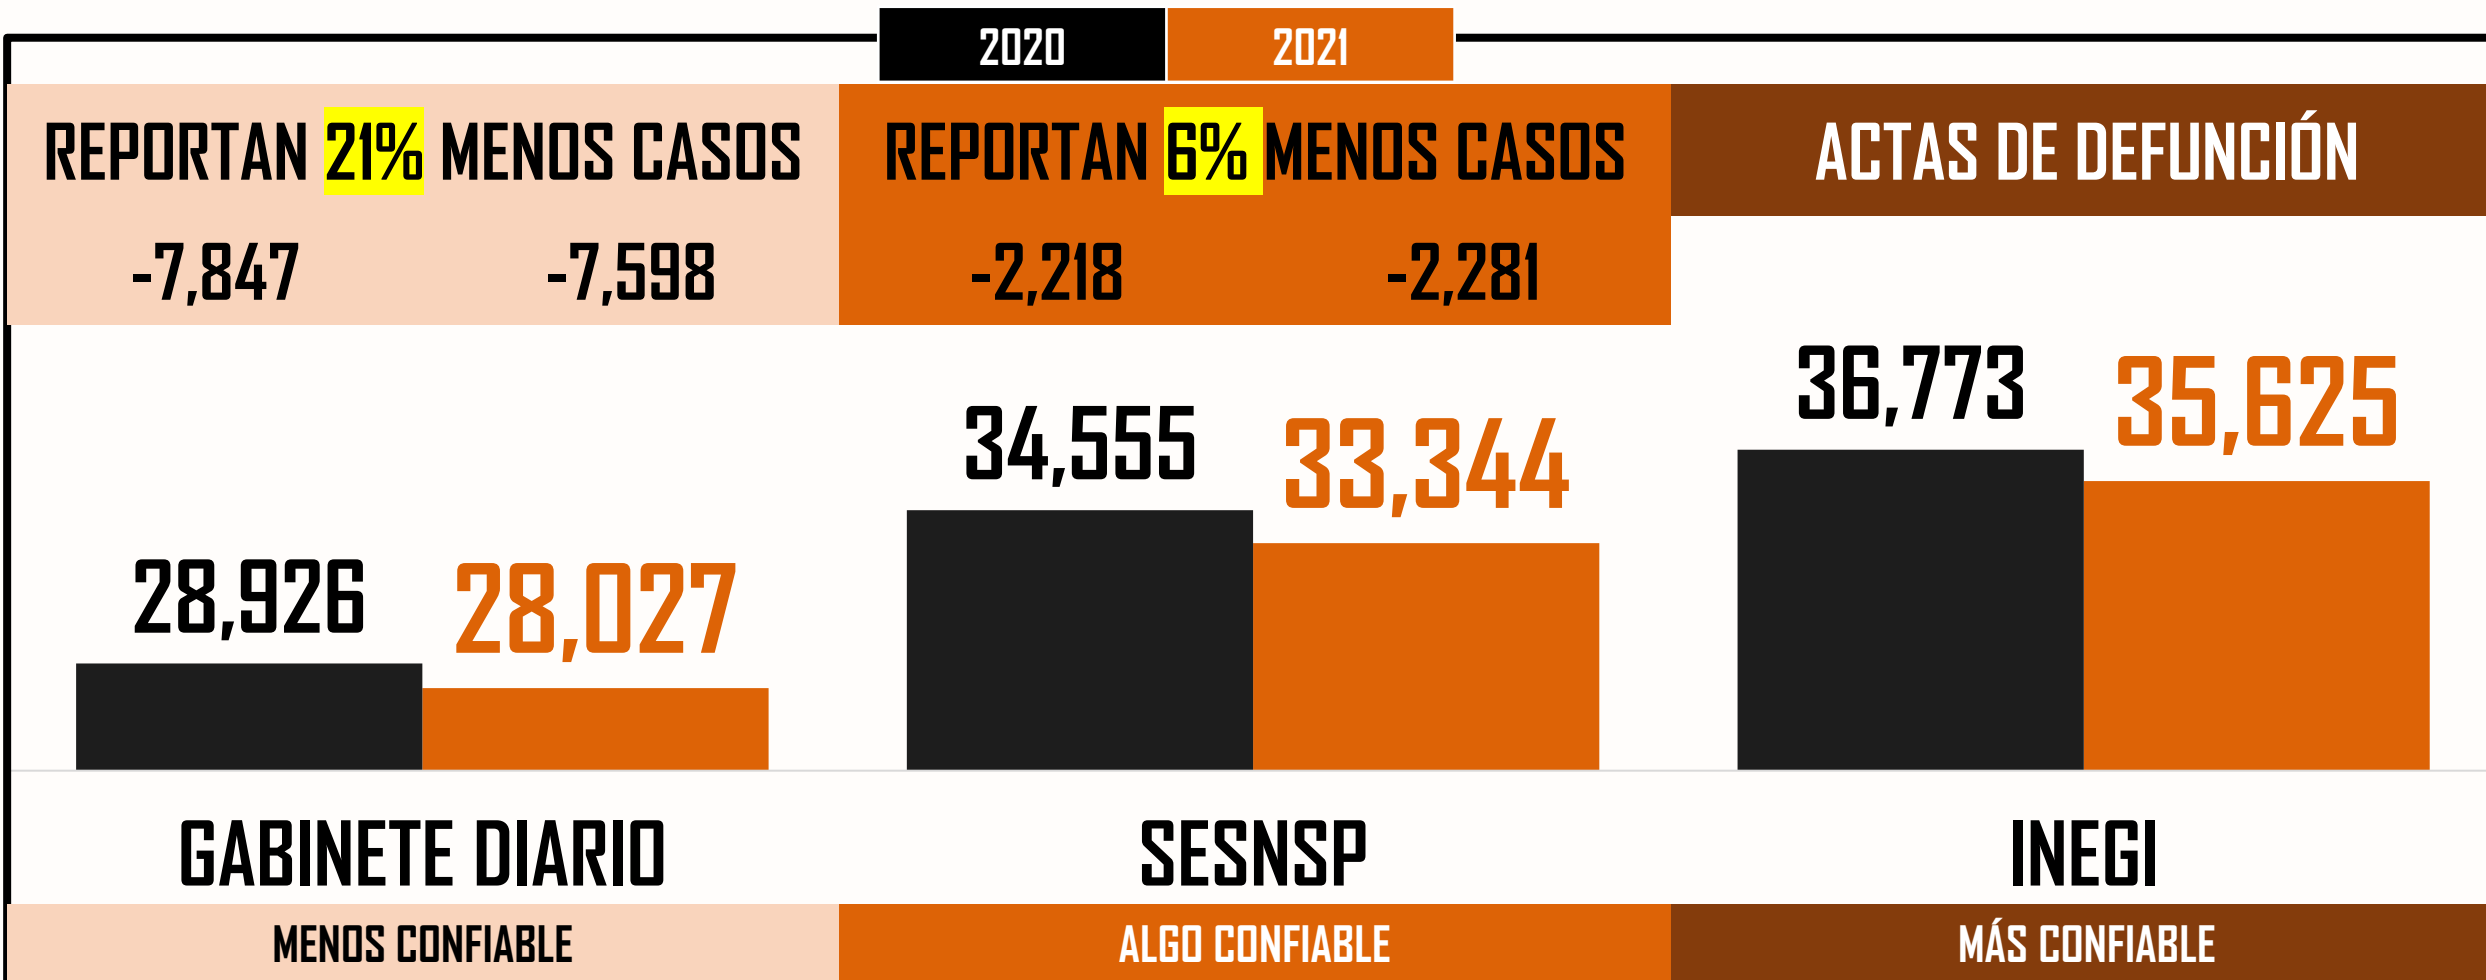 2020 2021
REPORTAN 21% MENOS CASOS
-7,847 -7,598
REPORTAN 6% MENOS CASOS
-2,218 -2,281
ACTAS DE DEFUNCIÓN
28,926 28,027
34,555 33,344
36,773 35,625
GABINETE DIARIO
SESNSP
INEGI
MENOS CONFIABLE
ALGO CONFIABLE
MÁS CONFIABLE